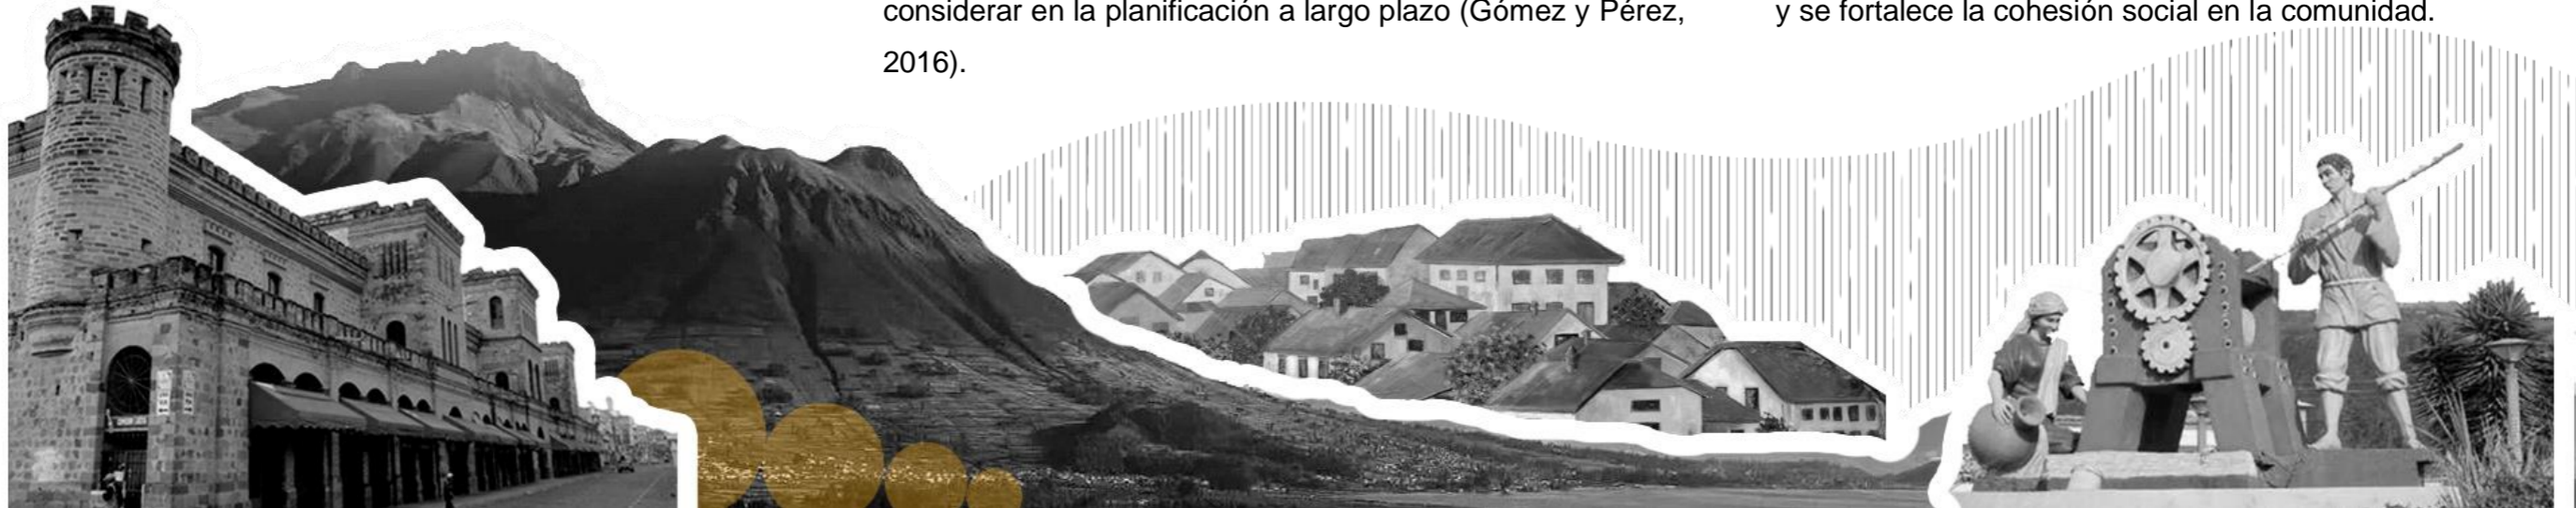 considerar en la planificación a largo plazo (Gómez y Pérez,
2016).
y se fortalece la cohesión social en la comunidad.